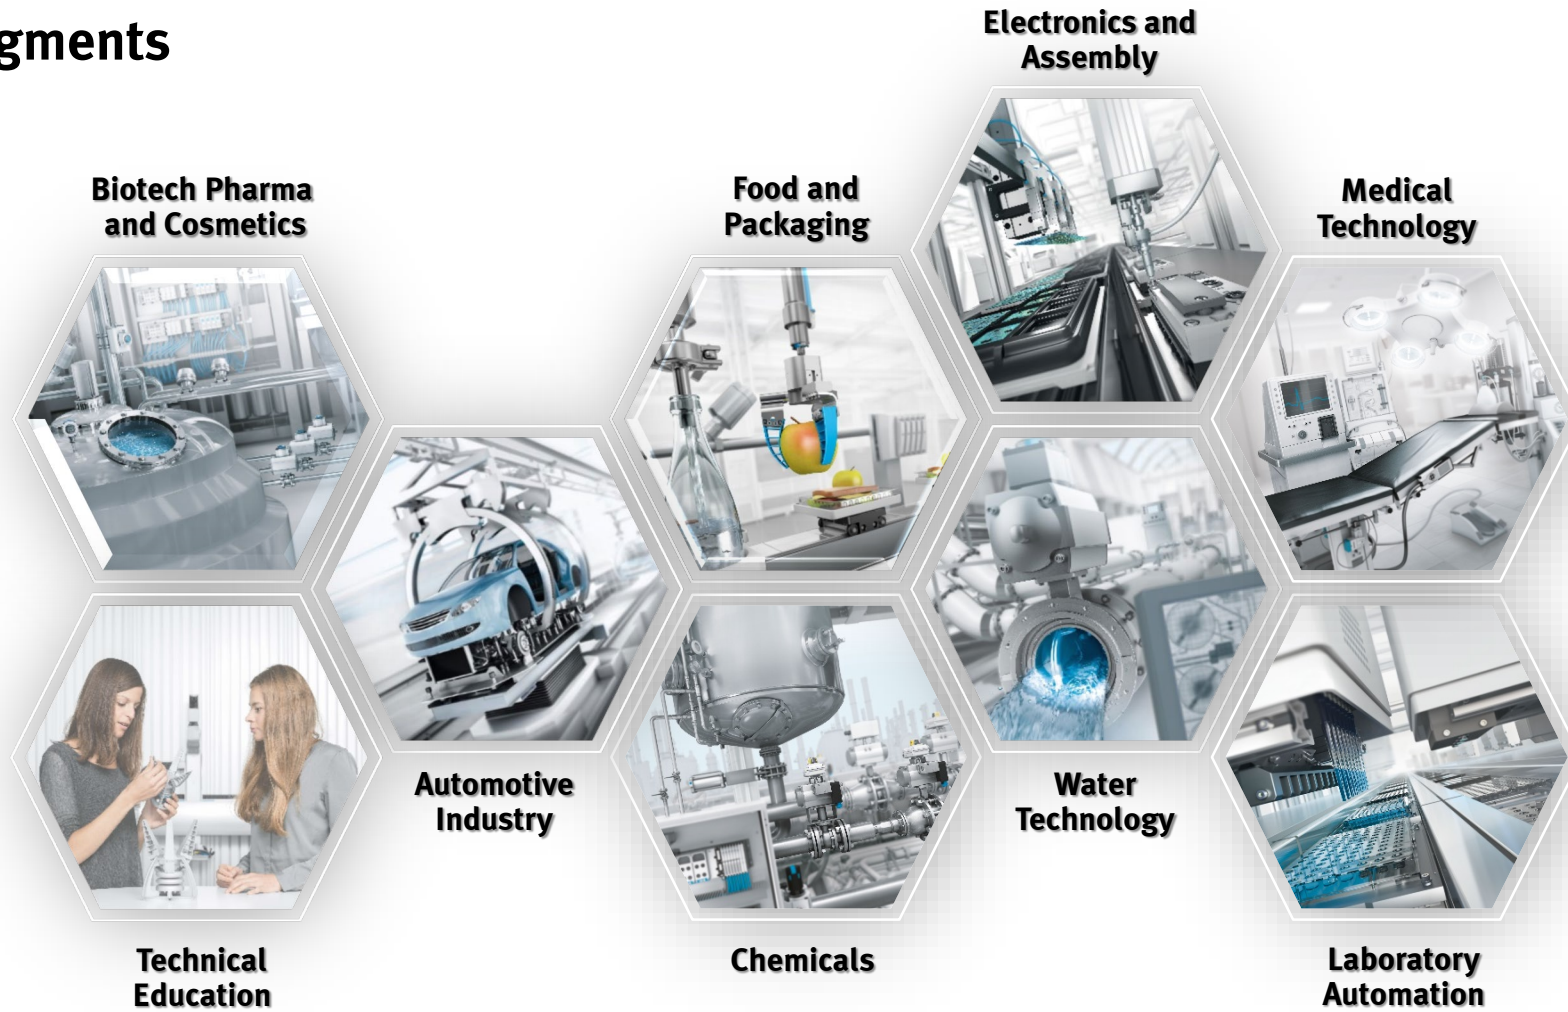 gments
Electronics and
Assembly
Biotech Pharma
and Cosmetics
Food and
Packaging
Medical
Technology
Automotive
Industry
Water
Technology
Technical
Education
Chemicals
Laboratory
Automation